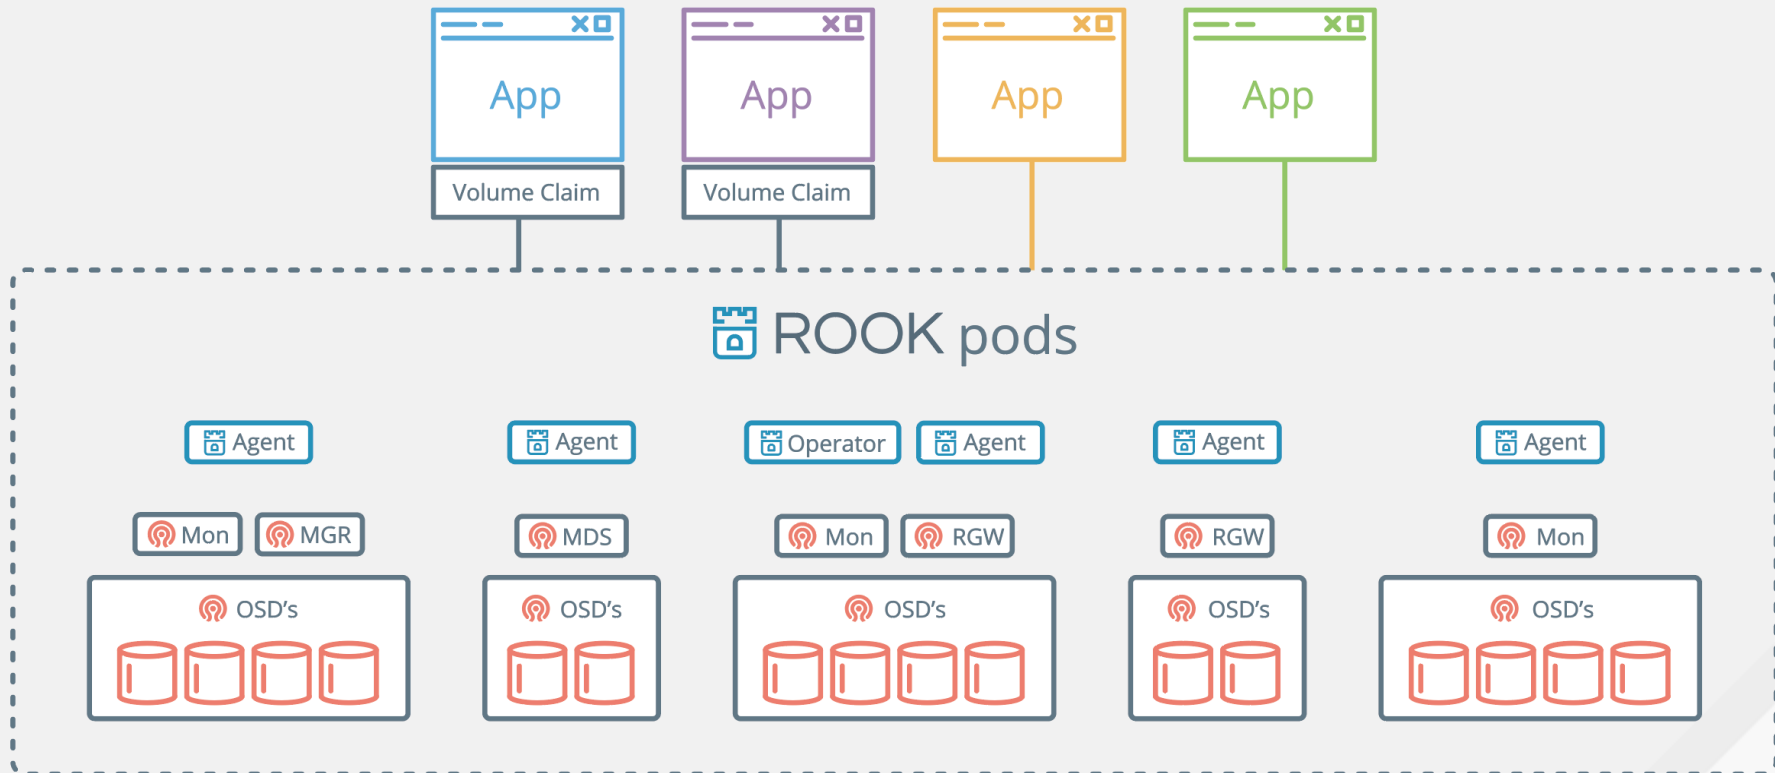 App
App
App
App
Volume Claim
Volume Claim
ROOK pods
Agent
Agent
Operator
Agent
Agent
Agent
Mon
MGR
MDS
Mon
RGW
RGW
Mon
OSD’s
OSD’s
OSD’s
OSD’s
OSD’s